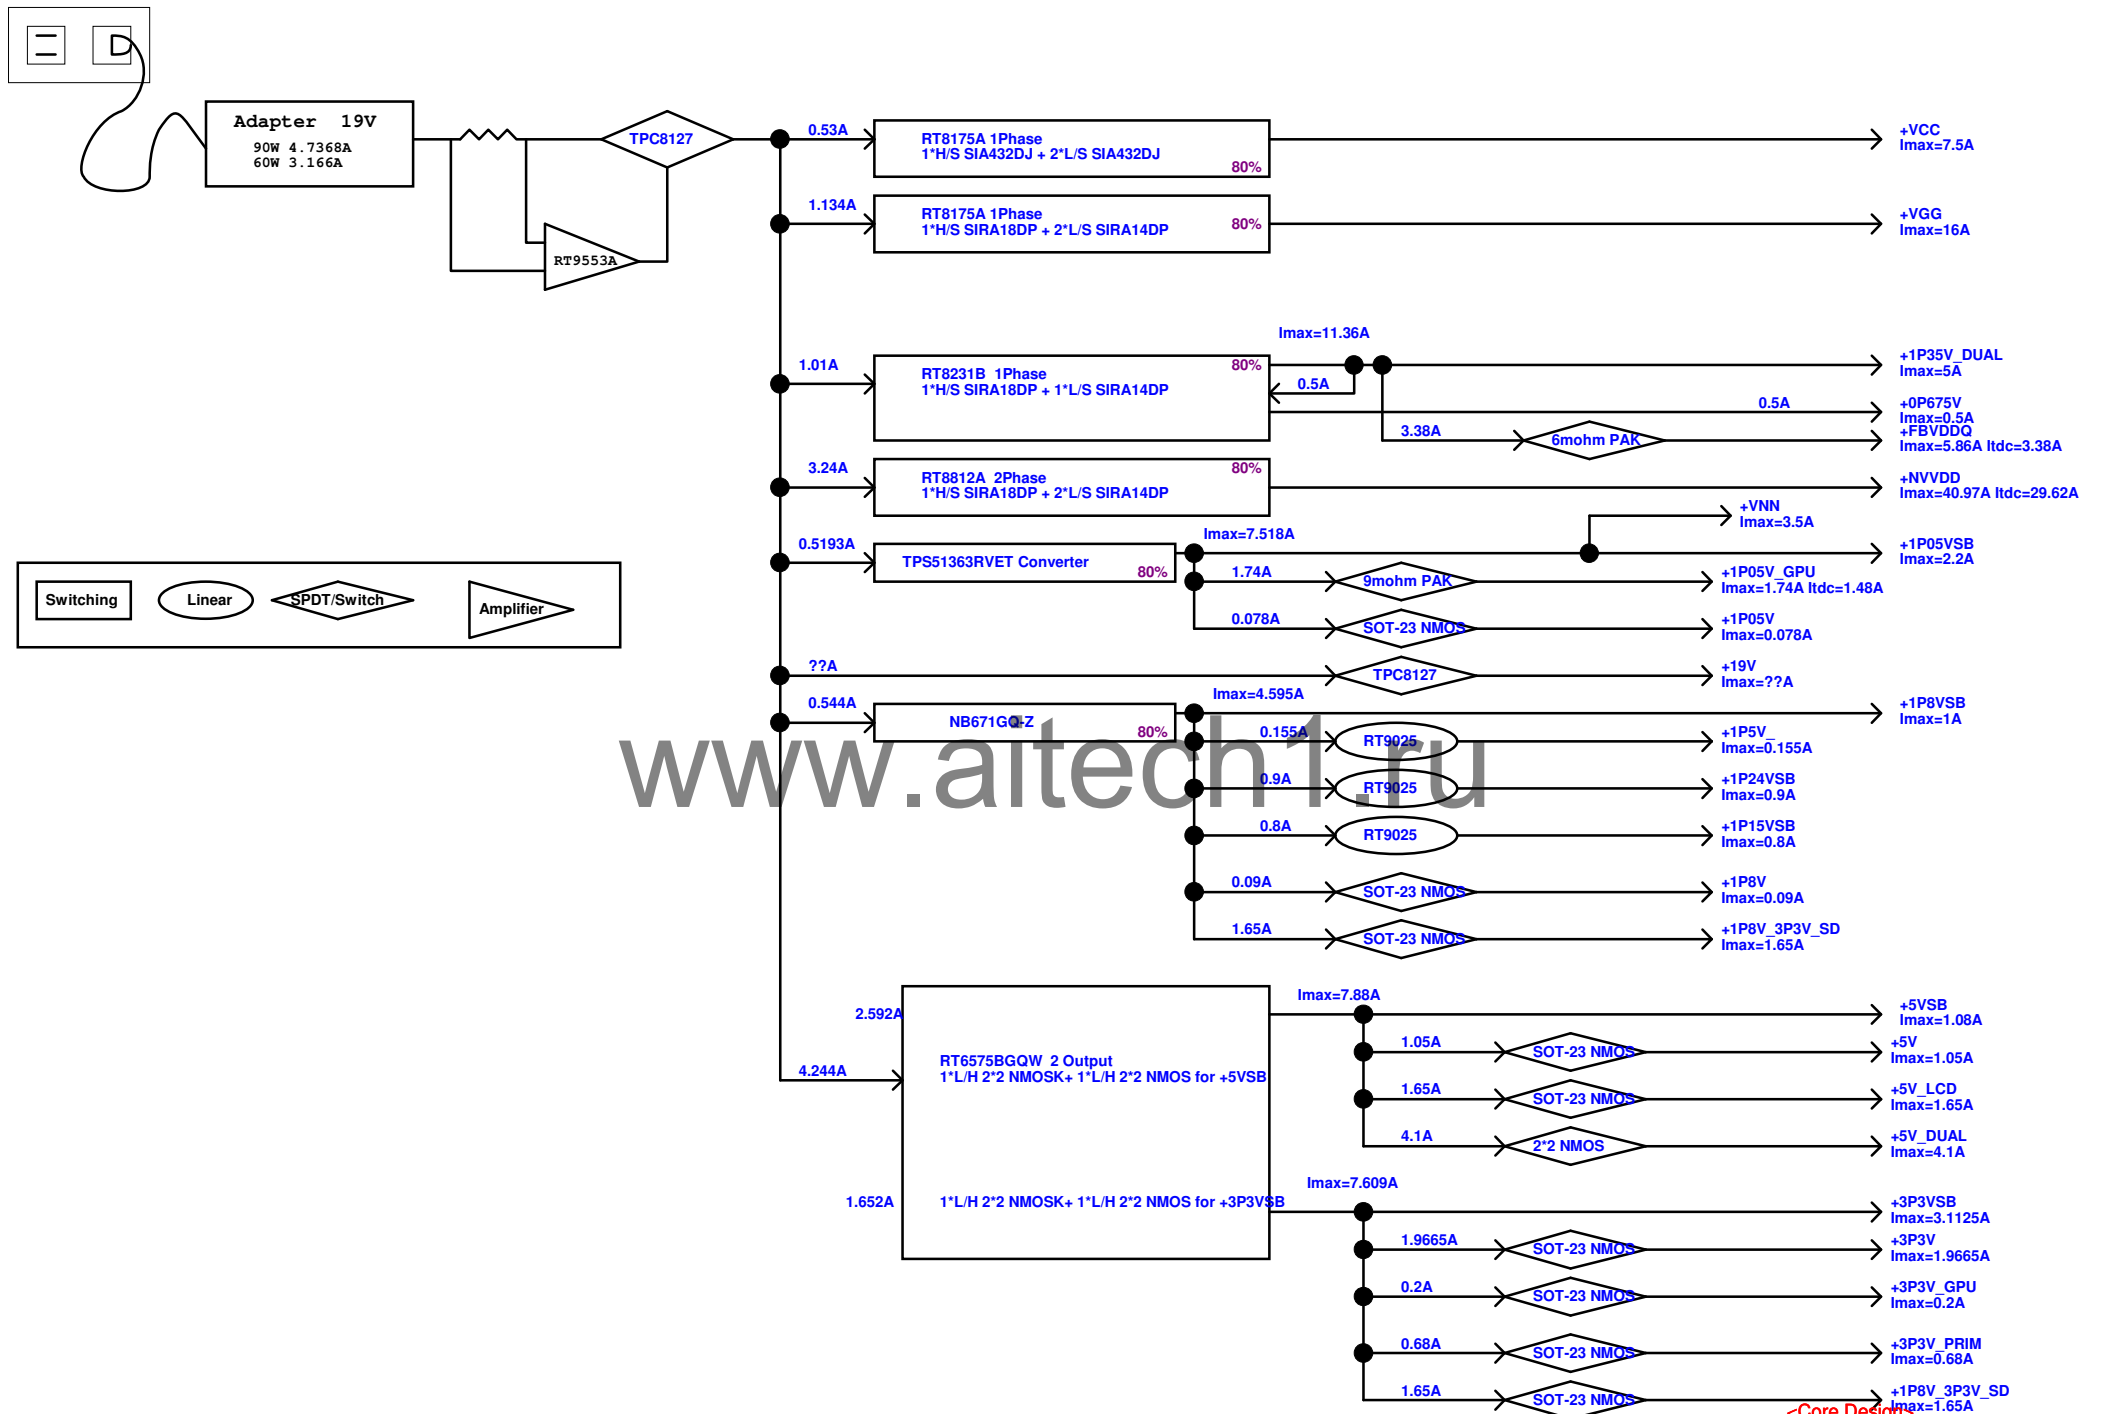 Adapter 19V
90W 4.7368A
60W 3.166A
TPC8127
RT9553A
0.53A
RT8175A 1Phase
1*H/S SIA432DJ + 2*L/S SIA432DJ
80%
+VCC
Imax=7.5A
1.134A
RT8175A 1Phase
1*H/S SIRA18DP + 2*L/S SIRA14DP
80%
+VGG
Imax=16A
1.01A
RT8231B 1Phase
1*H/S SIRA18DP + 1*L/S SIRA14DP
80%
Imax=11.36A
0.5A
+1P35V_DUAL
Imax=5A
0.5A
+0P675V
Imax=0.5A
3.38A
6mohm PAK
+FBVDDQ
Imax=5.86A Itdc=3.38A
3.24A
RT8812A 2Phase
1*H/S SIRA18DP + 2*L/S SIRA14DP
80%
+NVVDD
Imax=40.97A Itdc=29.62A
+VNN
Imax=3.5A
0.5193A
TPS51363RVET Converter
80%
Imax=7.518A
+1P05VSB
Imax=2.2A
1.74A
9mohm PAK
+1P05V_GPU
Imax=1.74A Itdc=1.48A
0.078A
SOT-23 NMOS
+1P05V
Imax=0.078A
Switching
Linear
SPDT/Switch
Amplifier
??A
TPC8127
+19V
Imax=??A
0.544A
NB671GQ-Z
80%
Imax=4.595A
+1P8VSB
Imax=1A
0.155A
RT9025
+1P5V_
Imax=0.155A
0.9A
RT9025
+1P24VSB
Imax=0.9A
0.8A
RT9025
+1P15VSB
Imax=0.8A
www.aitech1.ru
0.09A
SOT-23 NMOS
+1P8V
Imax=0.09A
1.65A
SOT-23 NMOS
+1P8V_3P3V_SD
Imax=1.65A
2.592A
4.244A
RT6575BGQW 2 Output
1*L/H 2*2 NMOSK+ 1*L/H 2*2 NMOS for +5VSB
Imax=7.88A
+5VSB
Imax=1.08A
1.05A
SOT-23 NMOS
+5V
Imax=1.05A
1.65A
SOT-23 NMOS
+5V_LCD
Imax=1.65A
4.1A
2*2 NMOS
+5V_DUAL
Imax=4.1A
1.652A
1*L/H 2*2 NMOSK+ 1*L/H 2*2 NMOS for +3P3VSB
Imax=7.609A
+3P3VSB
Imax=3.1125A
1.9665A
SOT-23 NMOS
+3P3V
Imax=1.9665A
0.2A
SOT-23 NMOS
+3P3V_GPU
Imax=0.2A
0.68A
SOT-23 NMOS
+3P3V_PRIM
Imax=0.68A
1.65A
SOT-23 NMOS
+1P8V_3P3V_SD
Imax=1.65A
<Core Design>